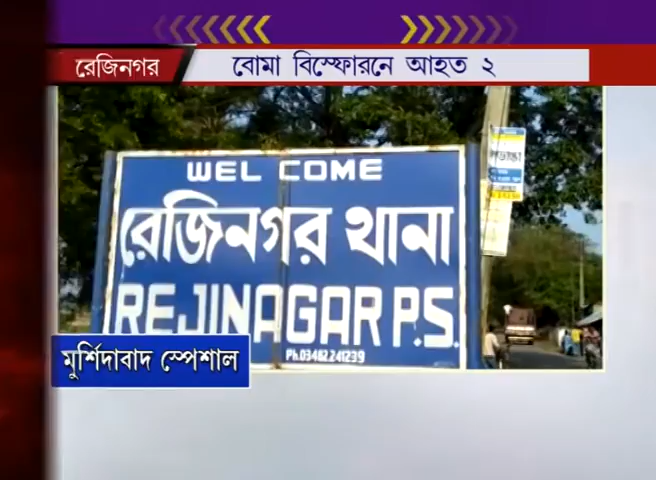 রেজিনগর
বোমা বিস্ফোরনে আহত ২
WEL COME
রেজিনগর থানা
REJINAGAR P.S.
Ph.03482.241239
মুর্শিদাবাদ স্পেশাল